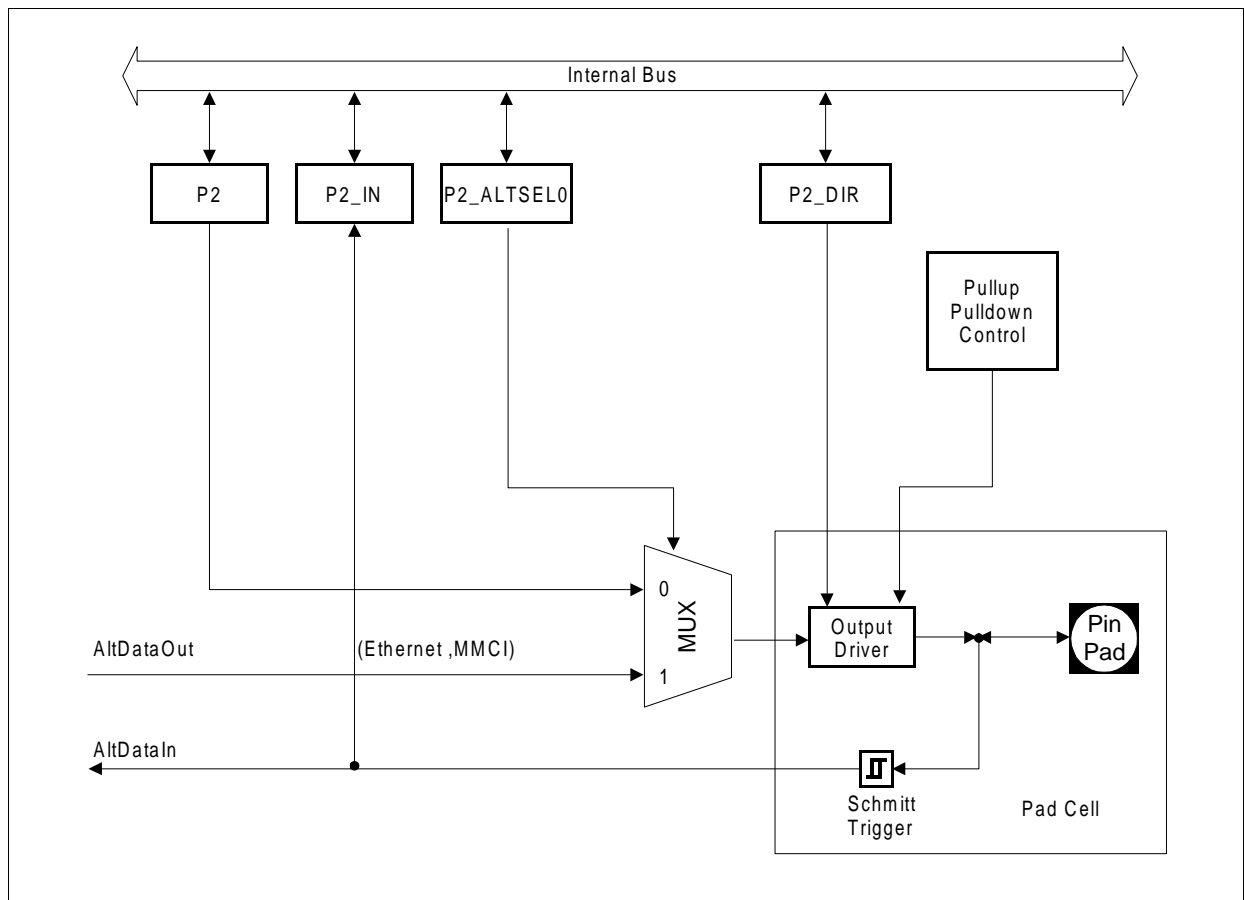 Internal Bus
P2
P2_IN
P2_ALTSEL0
P2_DIR
Pullup
Pulldown
Control
0
MUX
1
AltDataOut
(Ethernet ,MMCI)
Output
Driver
Pin
Pad
AltDataIn
Schmitt
Trigger
Pad Cell